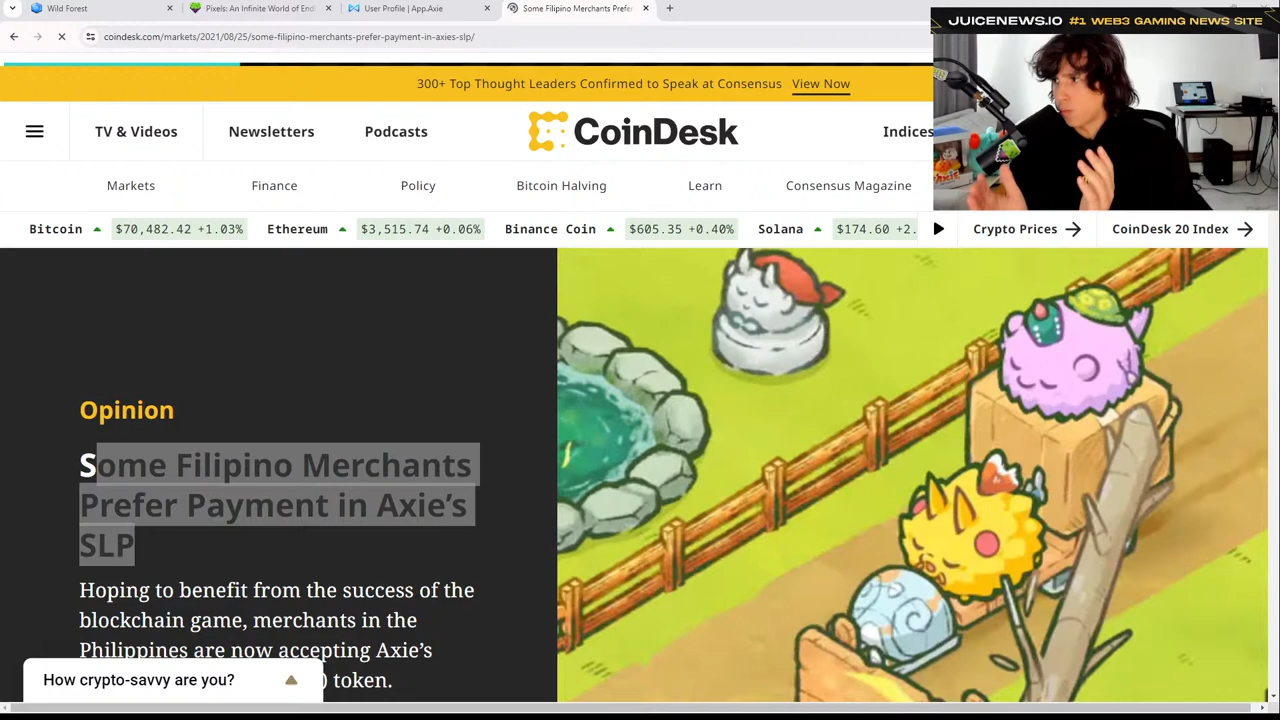 Wild Forest
Pixels: An Infinite World of End
User Profile | App.Axie
Some Filipino Merchants Prefer
coindesk.com/markets/2021/09/25/some-filipino-merchants-prefer-payment-in-axies-slp/
JUICENEWS.IO #1 WEB3 GAMING NEWS SITE
300+ Top Thought Leaders Confirmed to Speak at Consensus View Now
TV & Videos Newsletters Podcasts CoinDesk Indices
Markets Finance Policy Bitcoin Halving Learn Consensus Magazine
Bitcoin $70,482.42 +1.03% Ethereum $3,515.74 +0.06% Binance Coin $605.35 +0.40% Solana $174.60 +2. Crypto Prices CoinDesk 20 Index
Opinion
Some Filipino Merchants
Prefer Payment in Axie’s
SLP
Hoping to benefit from the success of the
blockchain game, merchants in the
Philippines are now accepting Axie’s
) token.
How crypto-savvy are you?